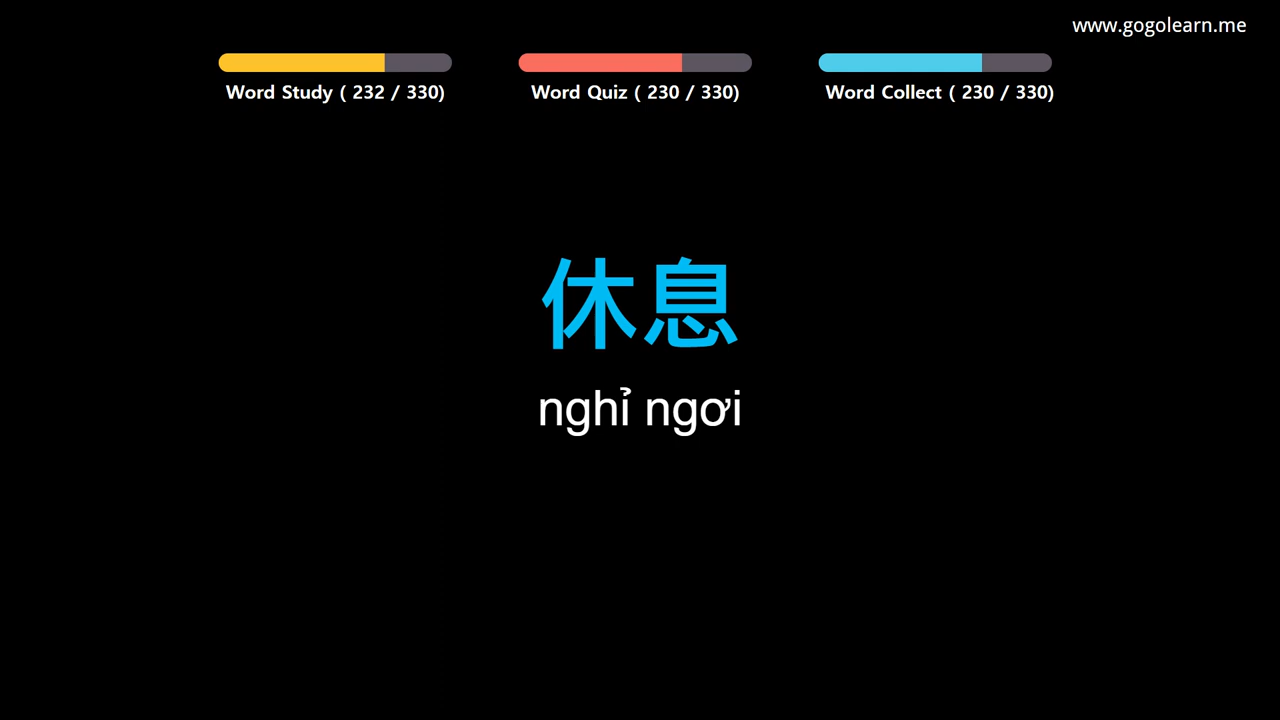 www.gogolearn.me
Word Study ( 232 / 330)
Word Quiz ( 230 / 330)
Word Collect ( 230 / 330)
休息
nghỉ ngơi